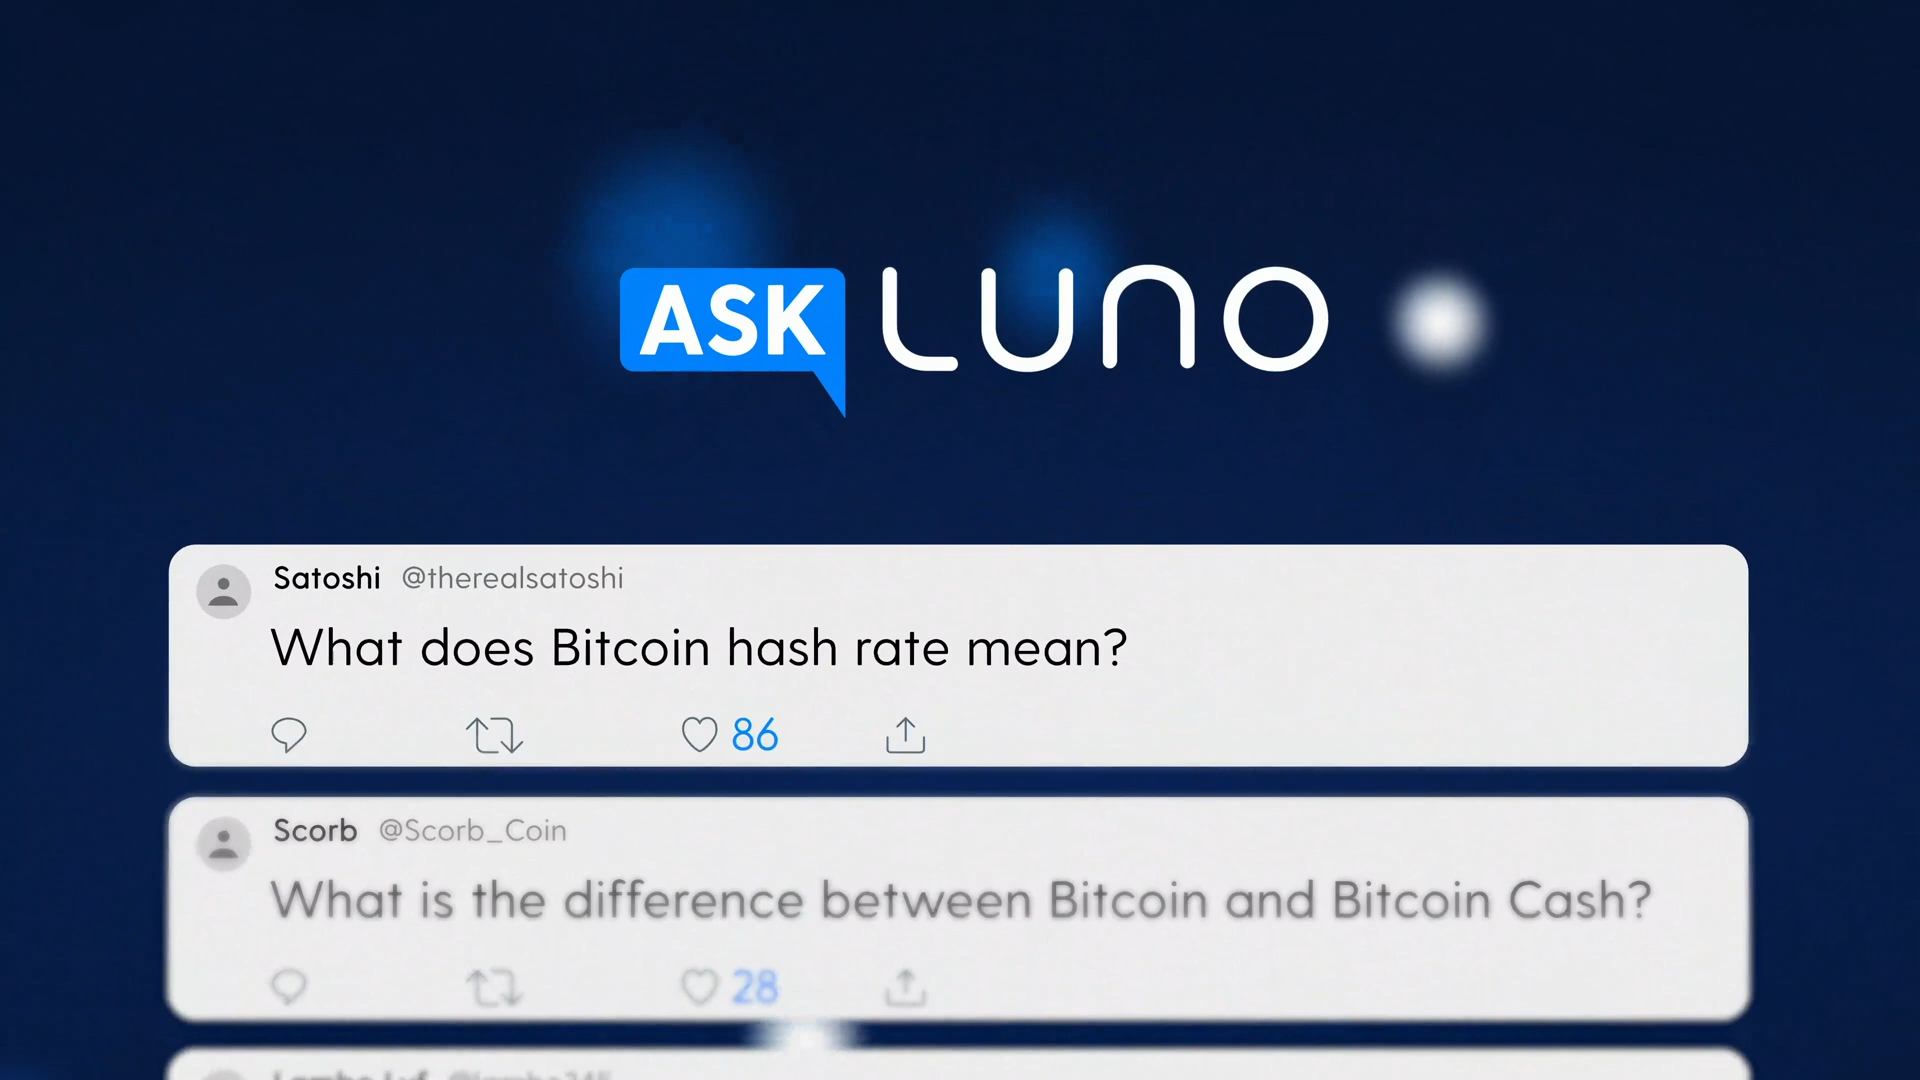 ASK LUNO
Satoshi @therealsatoshi
What does Bitcoin hash rate mean?
86
Scorb @Scorb_Coin
What is the difference between Bitcoin and Bitcoin Cash?
28